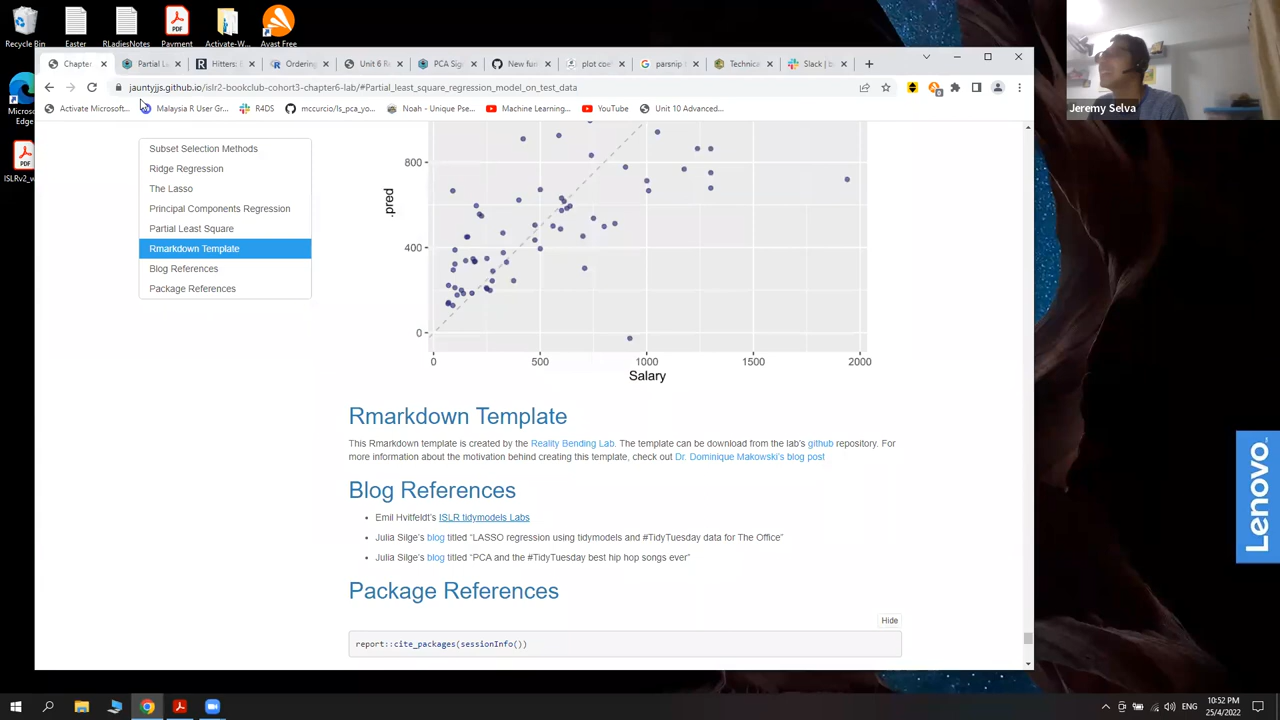 Recycle Bin
Easter
RLadiesNotes
Payment
Activate-W...
Avast Free
Microsoft Edge
ISLRv2_w
Chapter
Partial L
Hitters: E
Ordering
Unit 6 R
PCA Sig
New fun
plot coef
parsnip
Technica
Slack | b
jauntyjjs.github.io/islr2-bookclub-cohort3-chapter6-lab/#Partial_least_square_regression_model_on_test_data
Activate Microsoft...
Malaysia R User Gr...
R4DS
mccurcio/ls_pca_yo...
Noah - Unique Pse...
Machine Learning...
YouTube
Unit 10 Advanced...
Jeremy Selva
Subset Selection Methods
Ridge Regression
The Lasso
Principal Components Regression
Partial Least Square
Rmarkdown Template
Blog References
Package References
800
400
0
.pred
0 500 1000 1500 2000
Salary
Rmarkdown Template
This Rmarkdown template is created by the Reality Bending Lab. The template can be download from the lab's github repository. For
more information about the motivation behind creating this template, check out Dr. Dominique Makowski's blog post
Blog References
Emil Hvitfeldt's ISLR tidymodels Labs
Julia Silge's blog titled "LASSO regression using tidymodels and #TidyTuesday data for The Office"
Julia Silge's blog titled "PCA and the #TidyTuesday best hip hop songs ever"
Package References
Hide
report::cite_packages(sessionInfo())
Lenovo
10:52 PM
25/4/2022